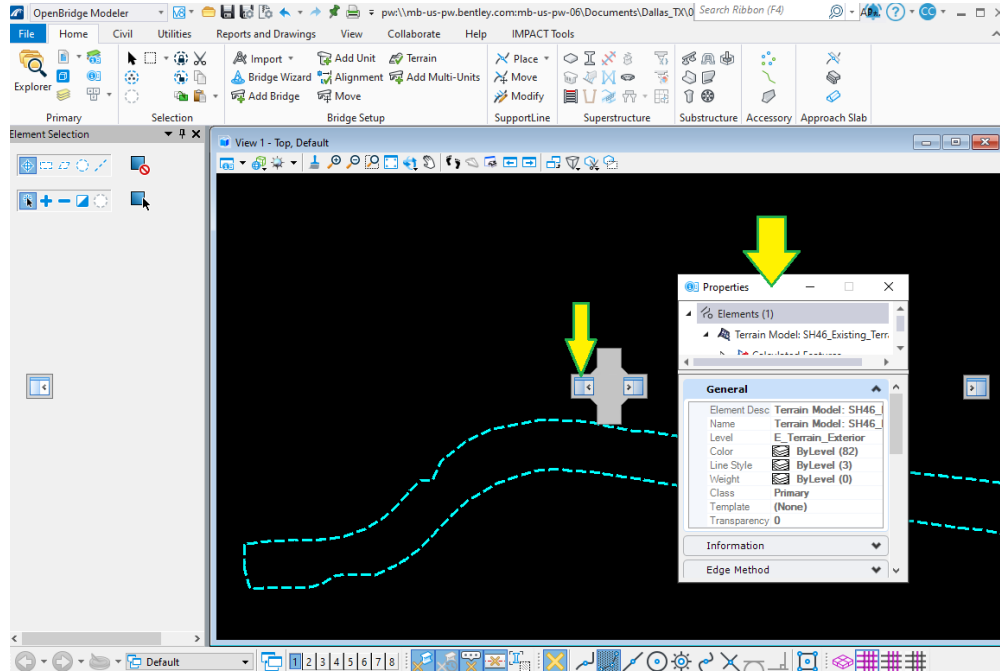 OpenBridge Modeler
pw:\\mb-us-pw.bentley.com:mb-us-pw-06\Documents\Dallas_TX\0
Search Ribbon (F4)
CC
File Home Civil Utilities Reports and Drawings View Collaborate Help IMPACT Tools
Explorer
Import
Bridge Wizard
Add Bridge
Add Unit
Alignment
Move
Terrain
Add Multi-Units
Place
Move
Modify
Primary Selection Bridge Setup SupportLine Superstructure Substructure Accessory Approach Slab
Element Selection
View 1 - Top, Default
Properties
Elements (1)
Terrain Model: SH46_Existing_Terr
Calculated Features
General
Element Desc Terrain Model: SH46_
Name Terrain Model: SH46_
Level E_Terrain_Exterior
Color ByLevel (82)
Line Style ByLevel (3)
Weight ByLevel (0)
Class Primary
Template (None)
Transparency 0
Information
Edge Method
Default
1 2 3 4 5 6 7 8